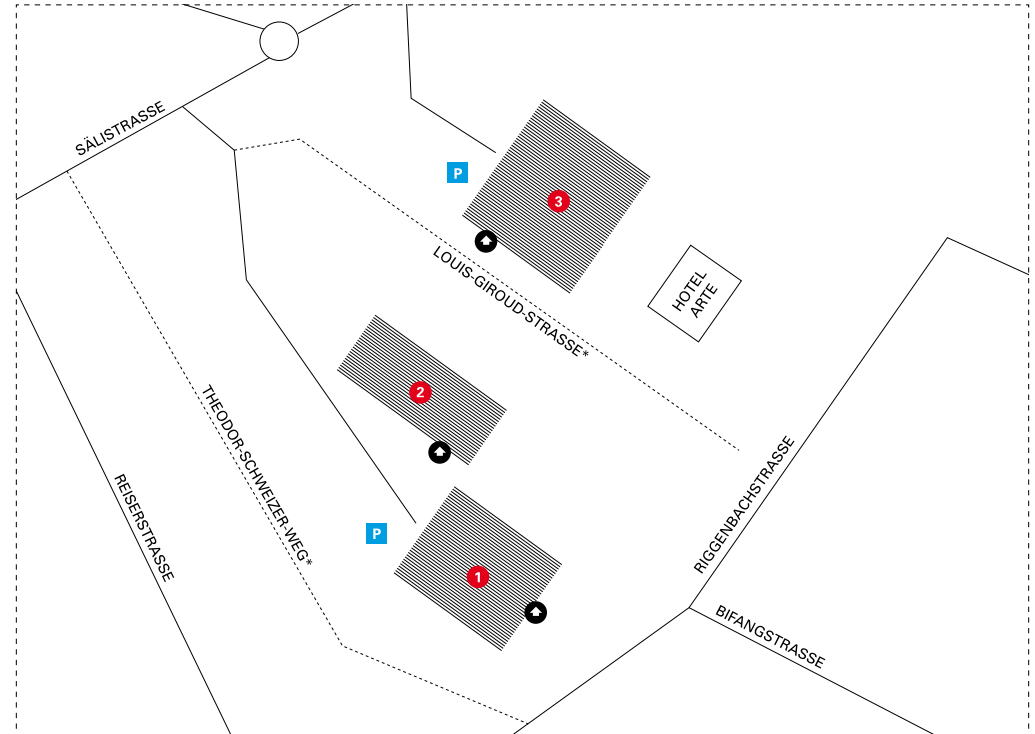 SÄLISTRASSE
P
3
LOUIS-GIROUD-STRASSE*
HOTEL
ARTE
2
THEODOR-SCHWEIZER-WEG*
REISERSTRASSE
P
1
RIGGENBACHSTRASSE
BIFANGSTRASSE